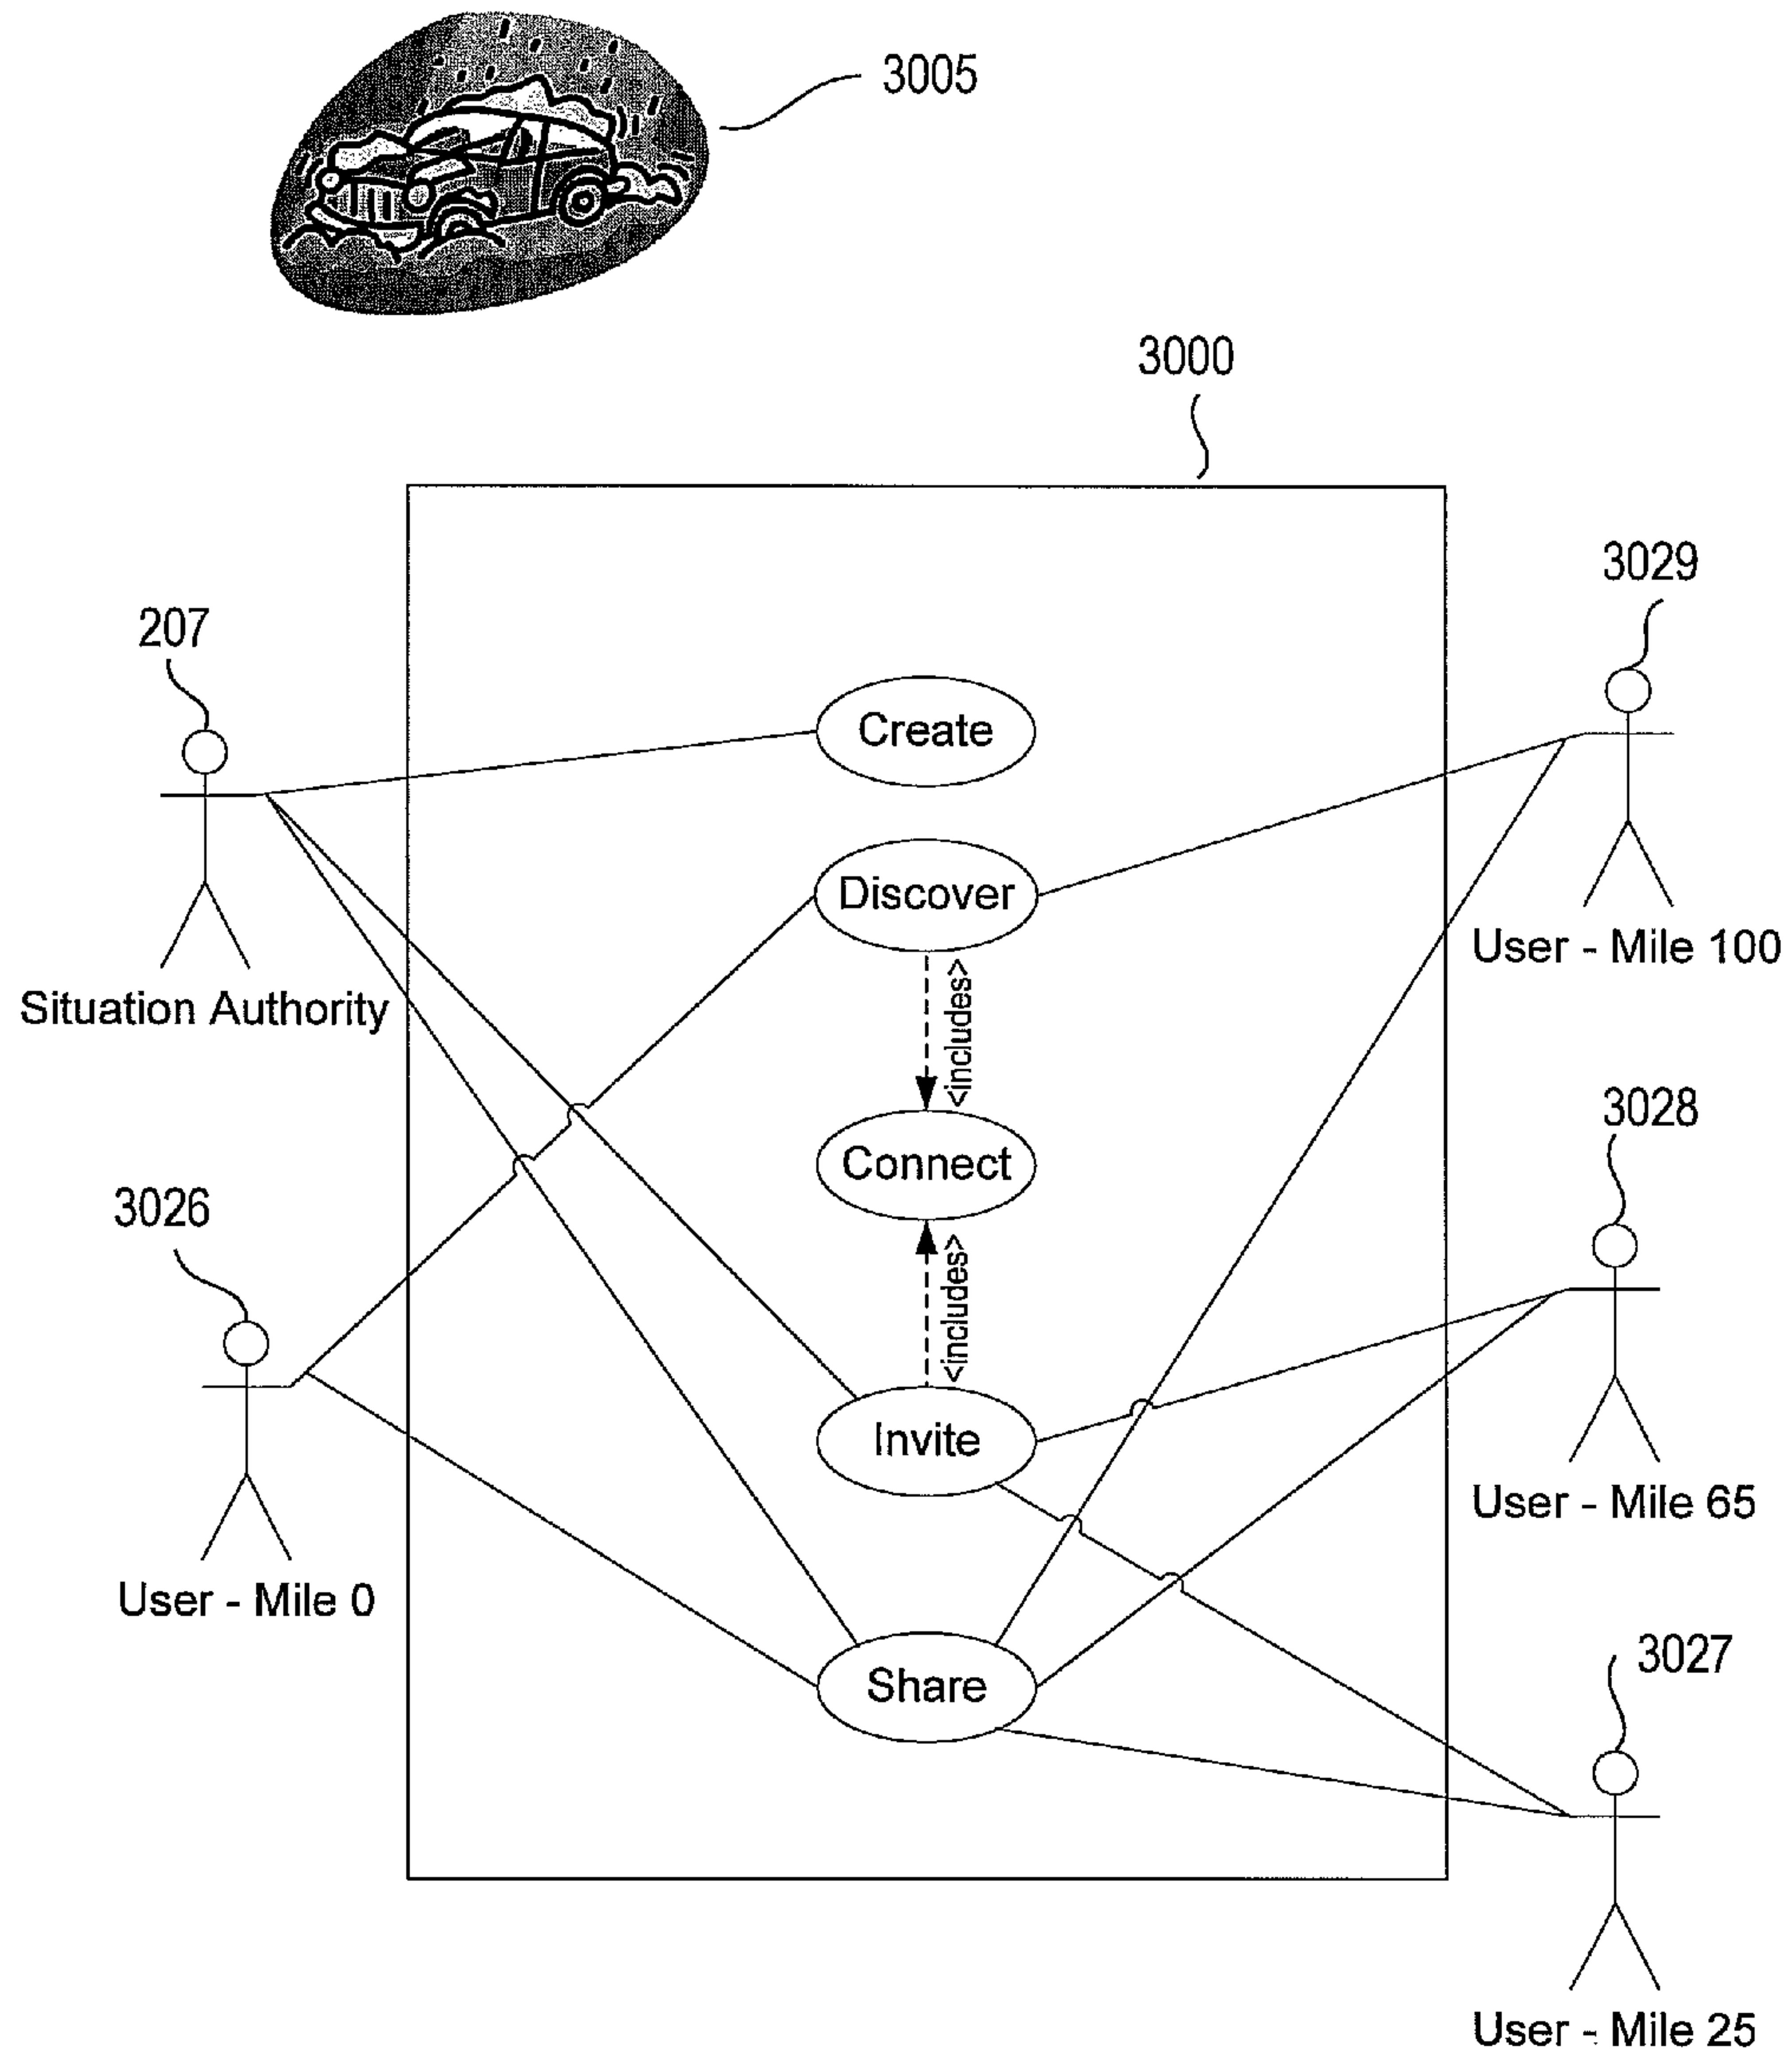 3005
3000
3029
207
Create
Discover
User - Mile 100
Situation Authority
<includes>
3028
Connect
3026
<includes>
Invite
User - Mile 65
User - Mile 0
3027
Share
User - Mile 25